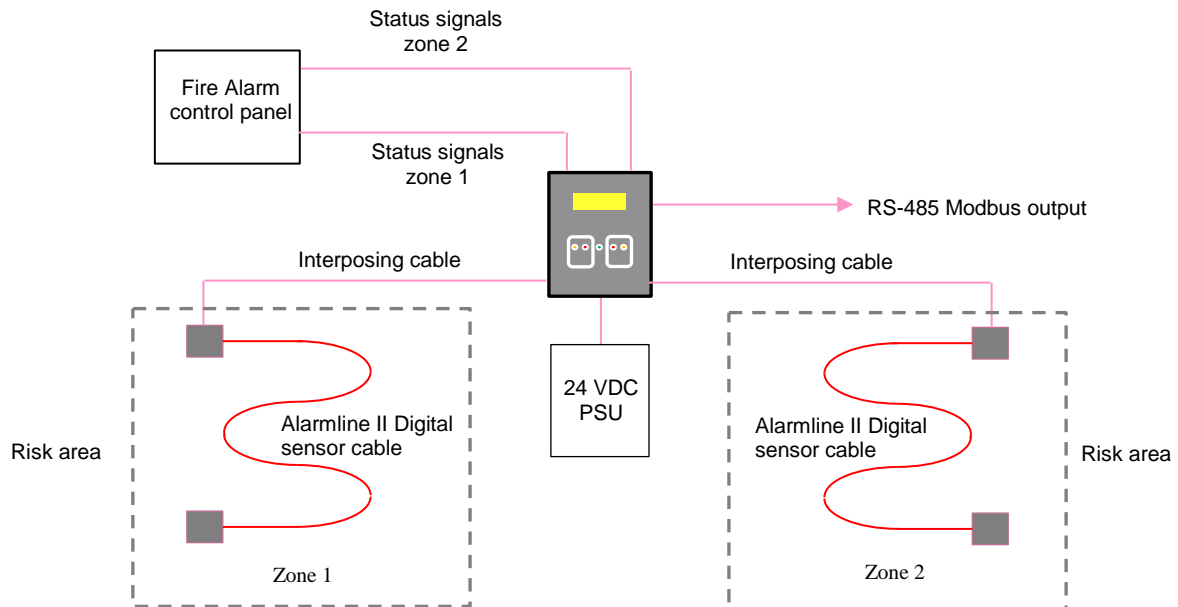 Status signals
zone 2
Fire Alarm
control panel
Status signals
zone 1
RS-485 Modbus output
Interposing cable
Interposing cable
24 VDC
PSU
Alarmline II Digital
sensor cable
Alarmline II Digital
sensor cable
Risk area
Risk area
Zone 1
Zone 2